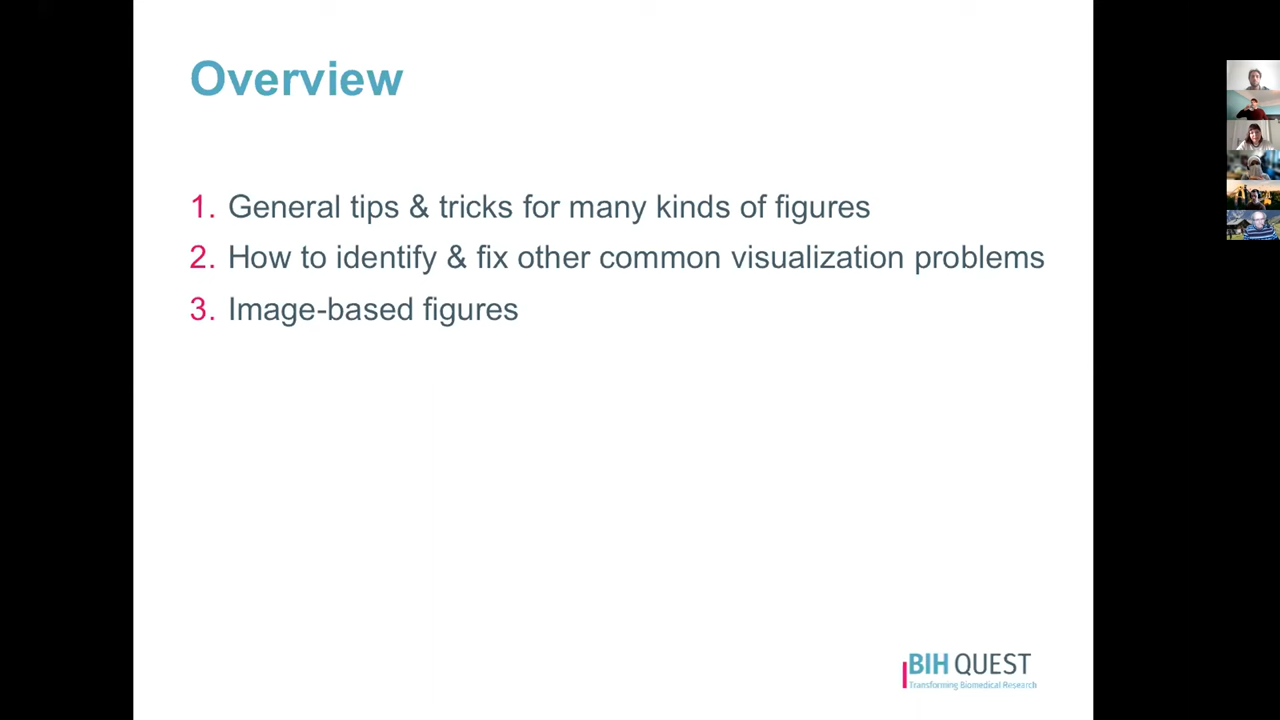 Overview
1. General tips & tricks for many kinds of figures
2. How to identify & fix other common visualization problems
3. Image-based figures
BIH QUEST
Transforming Biomedical Research